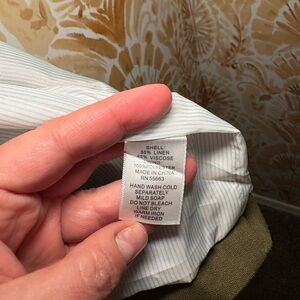 SHELL:
55% LINEN
45% VISCOSE
LINING
100% POLYESTER
MADE IN CHINA
RN 55663
HAND WASH COLD
SEPARATELY
MILD SOAP
DO NOT BLEACH
LINE DRY
WARM IRON
IF NEEDED